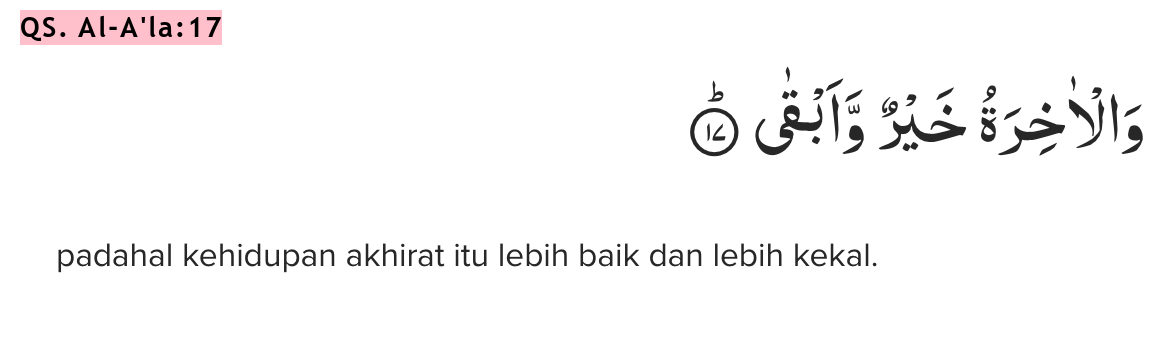 QS. Al-A'la:17
وَالْاٰخِرَةُ خَيْرٌ وَّاَبْقٰىۗ ١٧
padahal kehidupan akhirat itu lebih baik dan lebih kekal.